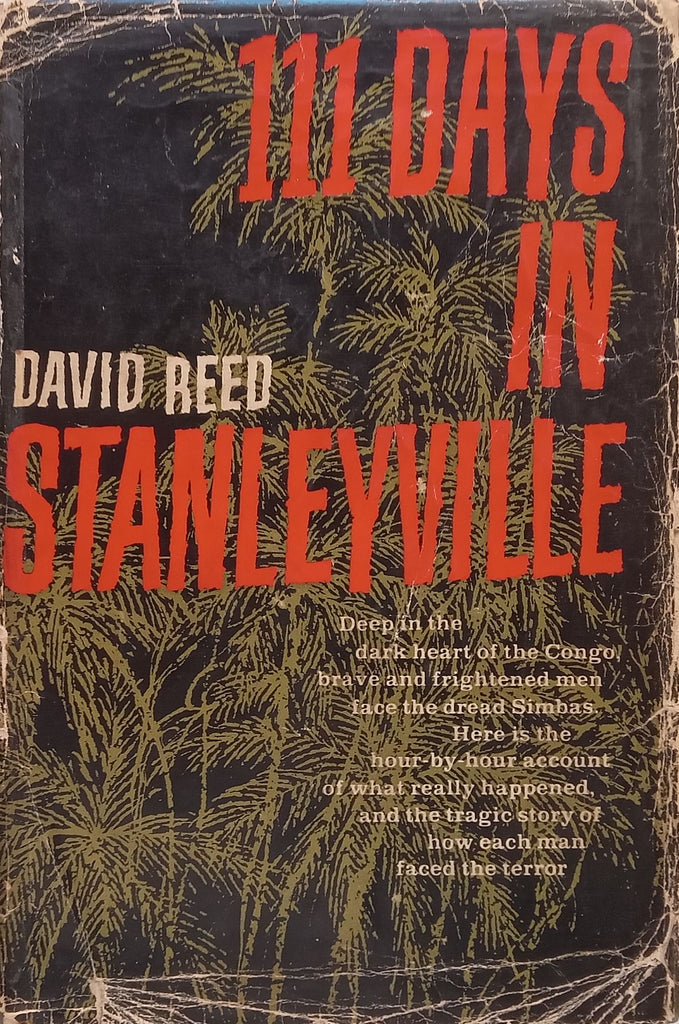 111 DAYS
IN
DAVID REED
STANLEYVILLE
Deep in the
dark heart of the Congo,
brave and frightened men
face the dread Simbas.
Here is the
hour-by-hour account
of what really happened,
and the tragic story of
how each man
faced the terror